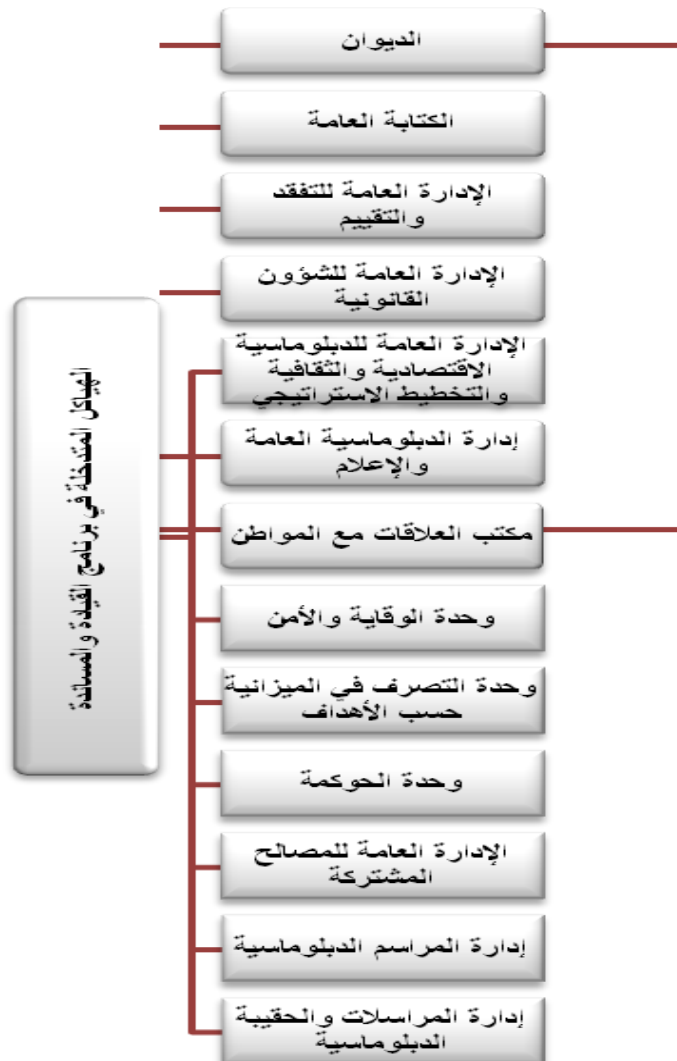 الديوان
الكتابة العامة
الإدارة العامة للتفقد
والتقييم
الإدارة العامة للشؤون
القانونية
الإدارة العامة للدبلوماسية
الاقتصادية والثقافية
والتخطيط الاستراتيجي
إدارة الدبلوماسية العامة
والإعلام
مكتب العلاقات مع المواطن
وحدة الوقاية والأمن
وحدة التصرف في الميزانية
حسب الأهداف
وحدة الحوكمة
الإدارة العامة للمصالح
المشتركة
إدارة المراسم الدبلوماسية
إدارة المراسلات والحقيبة
الدبلوماسية
الهياكل المتدخلة في برنامج القيادة والمساندة